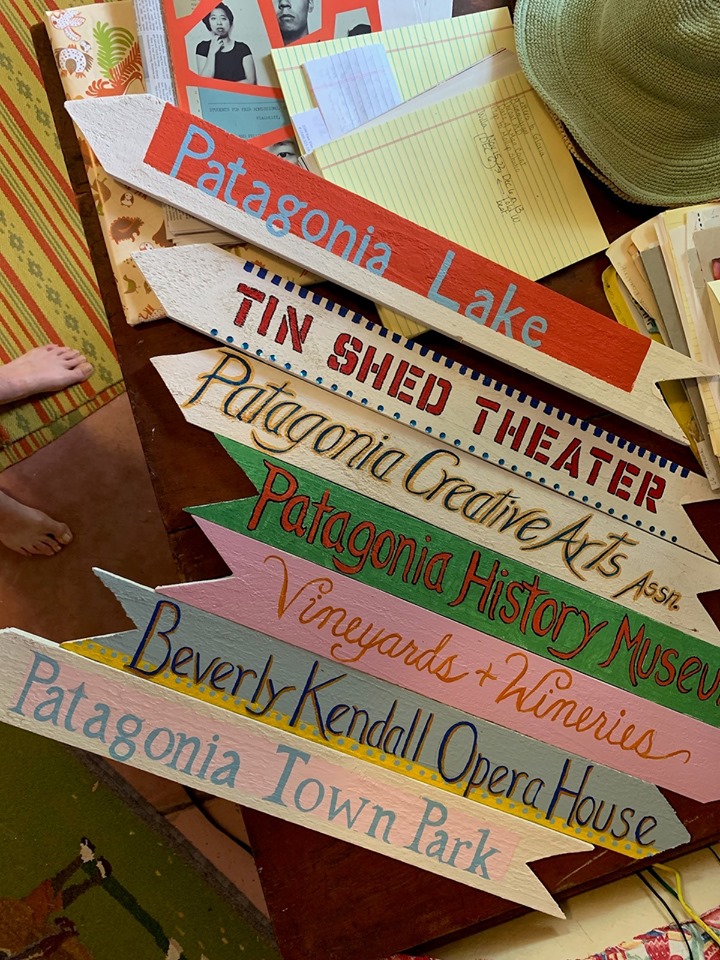 Patagonia Lake
TIN SHED THEATER
Patagonia Creative Arts Assn.
Patagonia History Museu
Vineyards + Wineries
Beverly Kendall Opera House
Patagonia Town Park